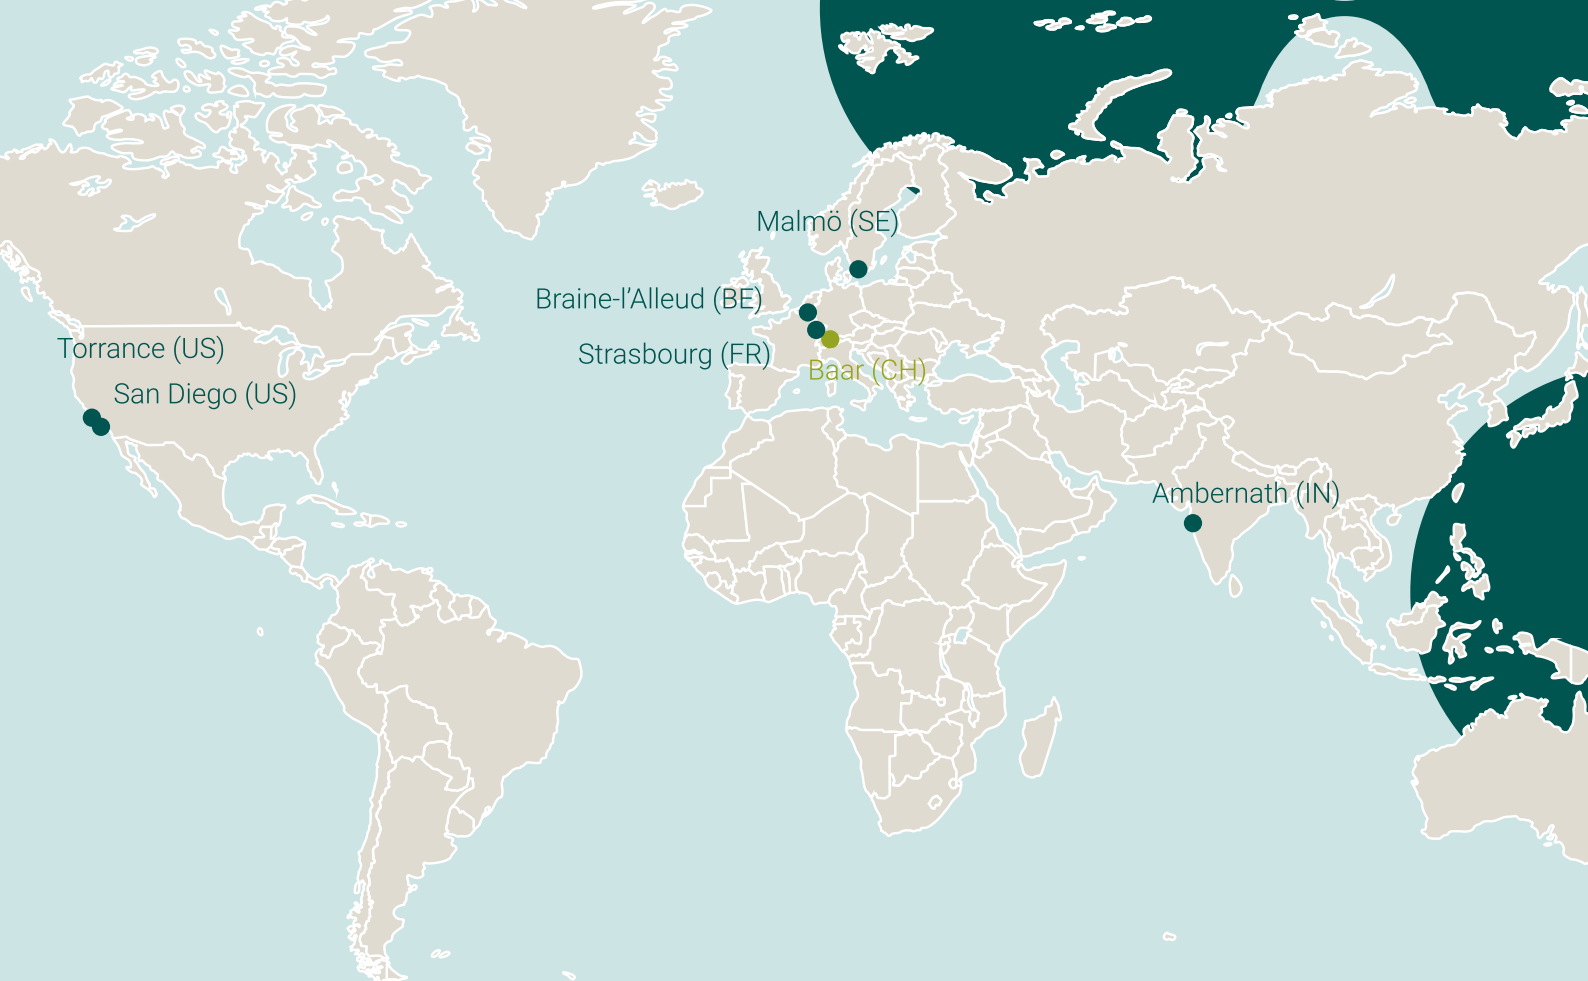 Malmö (SE)
Braine-l’Alleud (BE)
Torrance (US)
Strasbourg (FR)
Baar (CH)
San Diego (US)
Ambernath (IN)